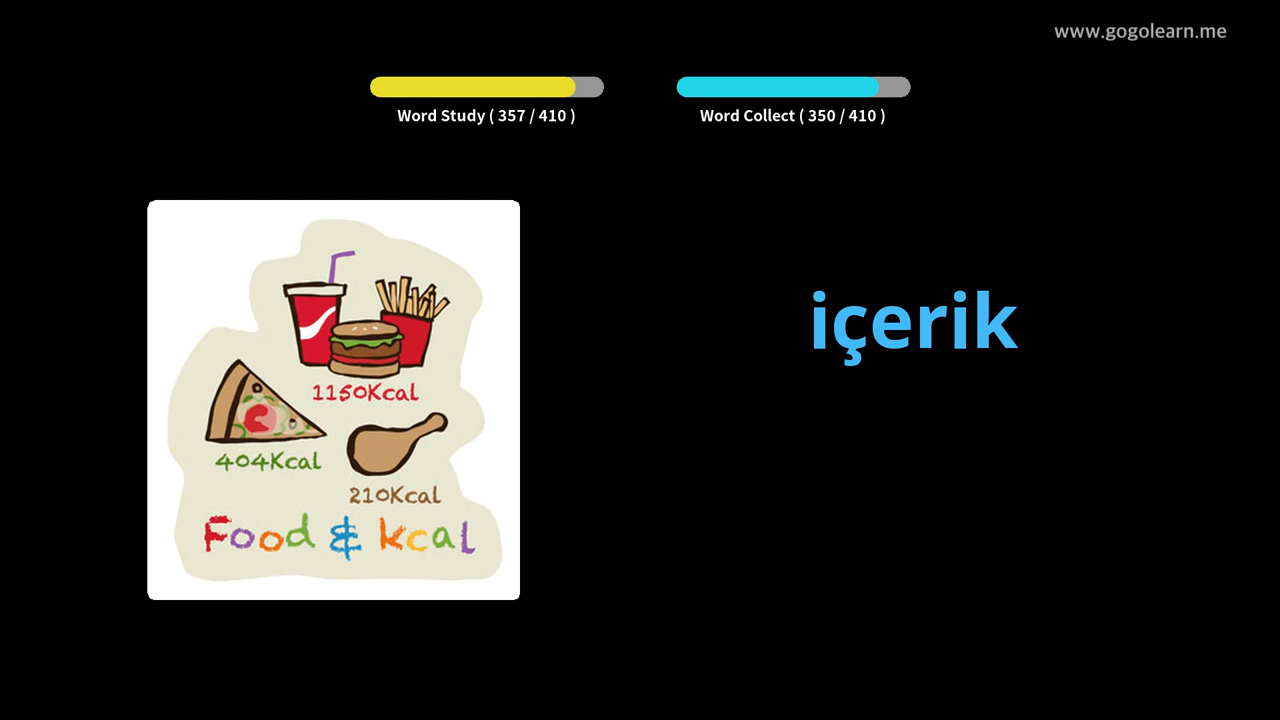 www.gogolearn.me
Word Study ( 357 / 410 )
Word Collect ( 350 / 410 )
içerik
1150Kcal
404Kcal
210Kcal
Food & kcal